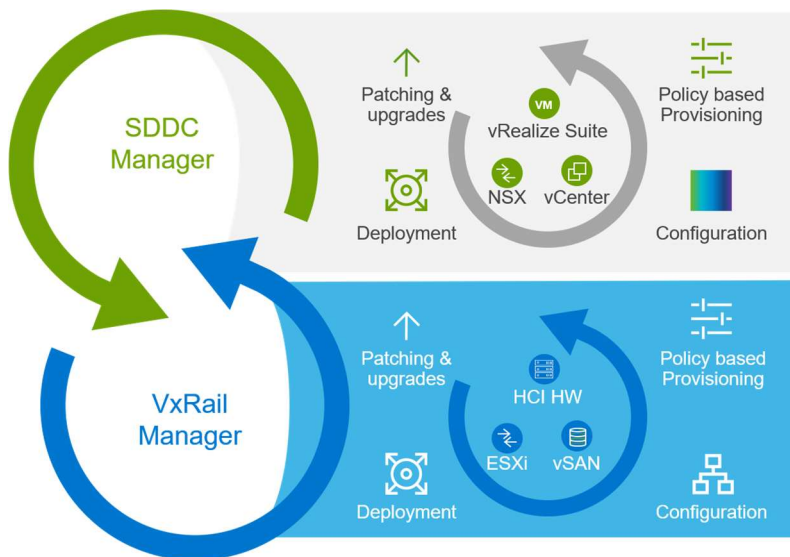 SDDC
Manager
Patching &
upgrades
VM
vRealize Suite
NSX
vCenter
Policy based
Provisioning
Deployment
Configuration
VxRail
Manager
Patching &
upgrades
HCI HW
ESXi
vSAN
Policy based
Provisioning
Deployment
Configuration